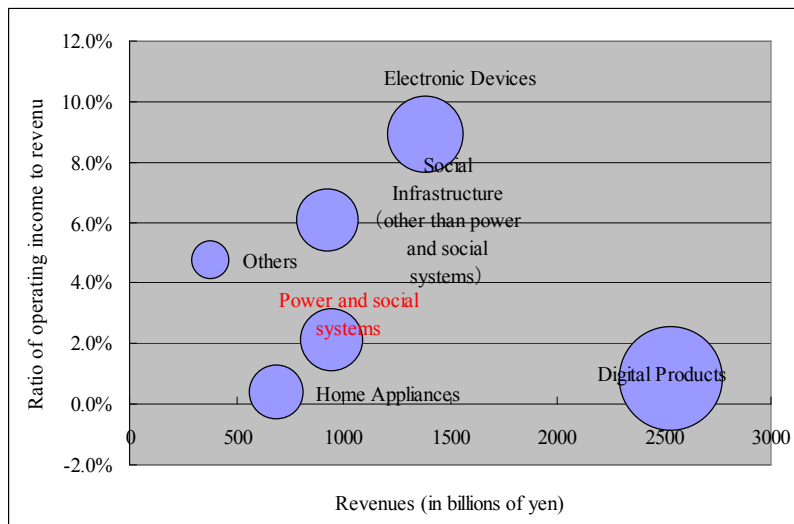 12.0%
10.0%
8.0%
6.0%
4.0%
2.0%
0.0%
-2.0%
Ratio of operating income to revenu
Electronic Devices
Social
Infrastructure
(other than power
and social
systems)
Others
Power and social
systems
Digital Products
Home Appliances
0 500 1000 1500 2000 2500 3000
Revenues (in billions of yen)